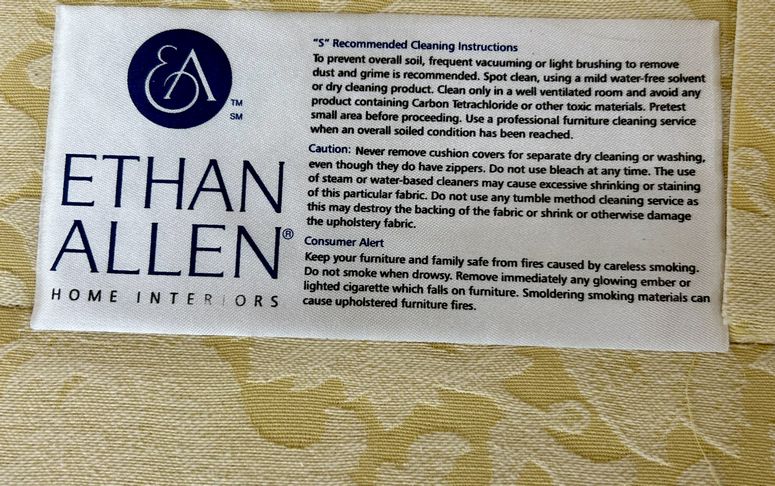 EA
TM
SM
ETHAN
ALLEN®
HOME INTERIORS
"S" Recommended Cleaning Instructions
To prevent overall soil, frequent vacuuming or light brushing to remove
dust and grime is recommended. Spot clean, using a mild water-free solvent
or dry cleaning product. Clean only in a well ventilated room and avoid any
product containing Carbon Tetrachloride or other toxic materials. Pretest
small area before proceeding. Use a professional furniture cleaning service
when an overall soiled condition has been reached.
Caution: Never remove cushion covers for separate dry cleaning or washing,
even though they do have zippers. Do not use bleach at any time. The use
of steam or water-based cleaners may cause excessive shrinking or staining
of this particular fabric. Do not use any tumble method cleaning service as
this may destroy the backing of the fabric or shrink or otherwise damage
the upholstery fabric.
Consumer Alert
Keep your furniture and family safe from fires caused by careless smoking.
Do not smoke when drowsy. Remove immediately any glowing ember or
lighted cigarette which falls on furniture. Smoldering smoking materials can
cause upholstered furniture fires.